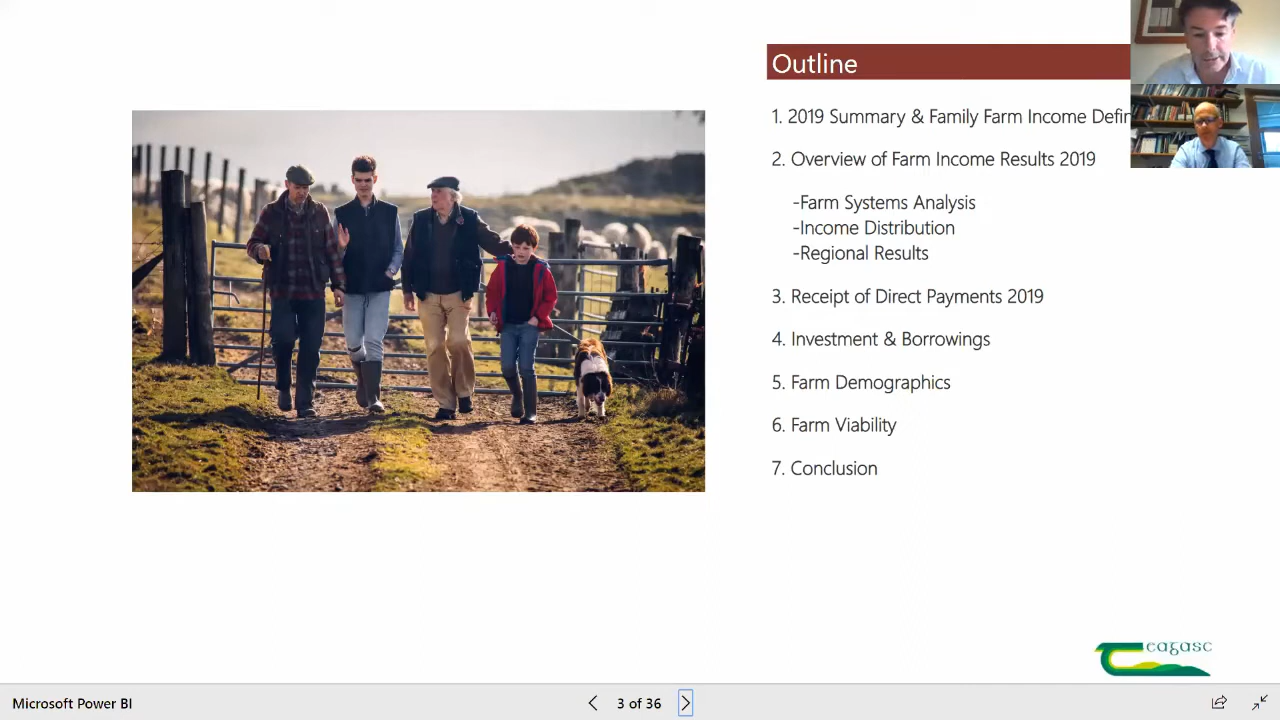 Outline
1. 2019 Summary & Family Farm Income
2. Overview of Farm Income Results 2019
-Farm Systems Analysis
-Income Distribution
-Regional Results
3. Receipt of Direct Payments 2019
4. Investment & Borrowings
5. Farm Demographics
6. Farm Viability
7. Conclusion
eagasc
Microsoft Power BI
3 of 36